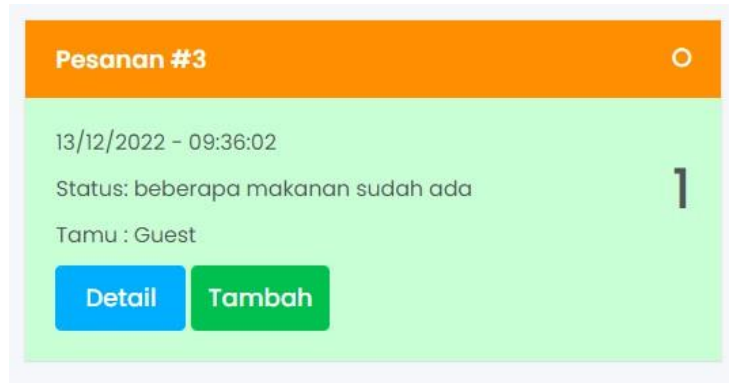 Pesanan #3
13/12/2022 - 09:36:02
Status: beberapa makanan sudah ada
1
Tamu : Guest
Detail Tambah